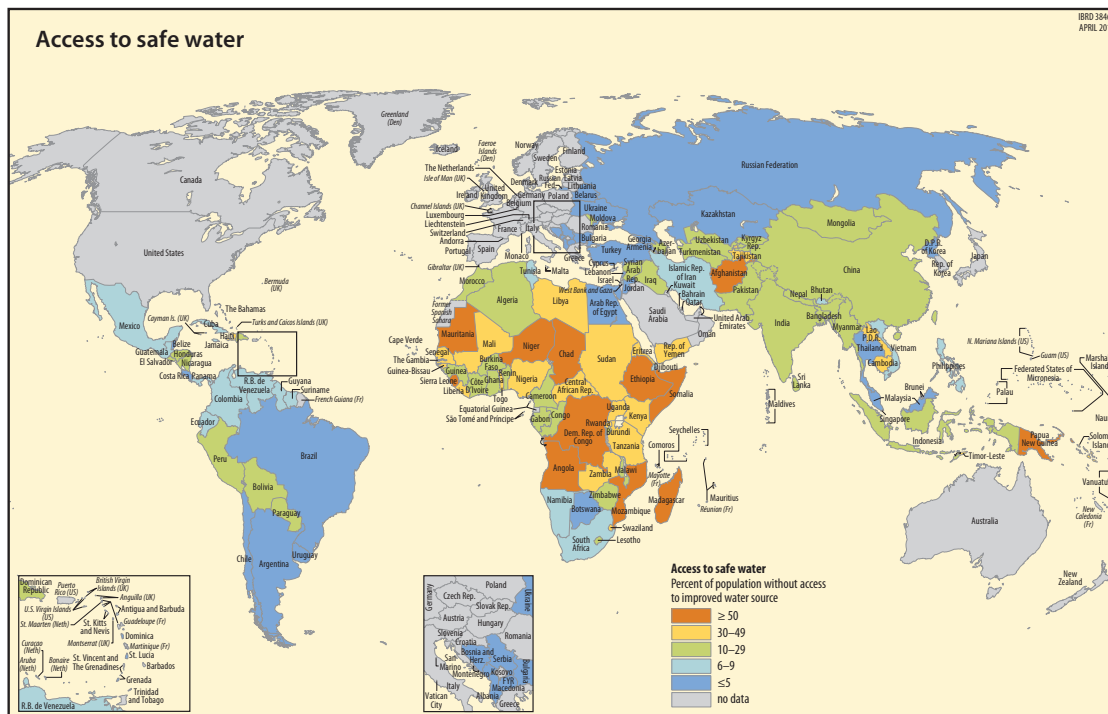 IBRD 3846
APRIL 201
Access to safe water
Greenland
(Den)
Iceland
Faeroe
Islands
(Den)
Norway
Sweden
Finland
Russian Federation
Canada
The Netherlands
Isle of Man (UK)
Estonia
Latvia
Lithuania
Denmark
Russian
Fed.
United
Kingdom
Ireland
Germany
Poland
Belarus
Belgium
Channel Islands (UK)
Ukraine
Luxembourg
Liechtenstein
Switzerland
Moldova
Romania
France
Italy
Bulgaria
Andorra
Portugal
Spain
Monaco
Greece
Kazakhstan
Mongolia
United States
Georgia
Armenia
Azer-
baijan
Uzbekistan
Turkmenistan
Kyrgyz
Rep.
Tajikistan
D.P.R.
of Korea
Rep. of
Korea
Japan
Turkey
Cyprus
Lebanon
Israel
Syrian
Arab
Rep.
Gibraltar (UK)
Tunisia
Malta
Morocco
Algeria
Libya
West Bank and Gaza
Jordan
Iraq
Islamic Rep.
of Iran
Kuwait
Afghanistan
China
Bermuda
(UK)
Former
Spanish
Sahara
Arab Rep.
of Egypt
Bahrain
Qatar
Saudi
Arabia
United Arab
Emirates
Oman
Pakistan
Nepal
Bhutan
Bangladesh
India
Myanmar
Lao
P.D.R.
Thailand
Vietnam
Cambodia
Mexico
Cayman Is. (UK)
The Bahamas
Cuba
Turks and Caicos Islands (UK)
Haiti
Jamaica
Belize
Guatemala
El Salvador
Honduras
Nicaragua
Costa Rica
Panama
R.B. de
Venezuela
Guyana
Suriname
French Guiana (Fr)
Colombia
Ecuador
Peru
Brazil
Bolivia
Paraguay
Chile
Argentina
Uruguay
Cape Verde
Mauritania
Mali
Niger
Chad
Sudan
Eritrea
Rep. of
Yemen
Djibouti
Senegal
The Gambia
Guinea-Bissau
Guinea
Sierra Leone
Liberia
Burkina
Faso
Côte
D'Ivoire
Ghana
Benin
Togo
Nigeria
Cameroon
Central
African Rep.
Ethiopia
Somalia
Equatorial Guinea
São Tomé and Príncipe
Gabon
Congo
Dem. Rep. of
Congo
Uganda
Rwanda
Burundi
Kenya
Tanzania
Seychelles
Comoros
Mayotte
(Fr)
Angola
Zambia
Malawi
Mozambique
Madagascar
Mauritius
Réunion (Fr)
Namibia
Botswana
Zimbabwe
South
Africa
Swaziland
Lesotho
Sri
Lanka
Maldives
Malaysia
Brunei
Philippines
Singapore
Indonesia
Timor-Leste
Papua
New Guinea
N. Mariana Islands (US)
Guam (US)
Federated States of
Micronesia
Palau
Marsha
Islands
Nau
Solom
Islan
Vanuatu
New
Caledonia
(Fr)
Australia
New
Zealand
Dominican
Republic
Puerto
Rico (US)
British Virgin
Islands (UK)
U.S. Virgin Islands
(US)
Anguilla (UK)
St. Maarten (Neth)
Antigua and Barbuda
St. Kitts
and Nevis
Guadeloupe (Fr)
Montserrat (UK)
Dominica
Martinique (Fr)
St. Lucia
Curaçao
(Neth)
Aruba
(Neth)
Bonaire
(Neth)
St. Vincent and
The Grenadines
Barbados
Grenada
Trinidad
and Tobago
R.B. de Venezuela
Germany
Poland
Czech Rep.
Ukraine
Slovak Rep.
Austria
Hungary
Slovenia
Croatia
Romania
Bosnia and
Herz.
Serbia
San
Marino
Montenegro
Kosovo
Bulgaria
FYR
Macedonia
Italy
Vatican
City
Albania
Greece
Access to safe water
Percent of population without access
to improved water source
≥ 50
30–49
10–29
6–9
≤5
no data